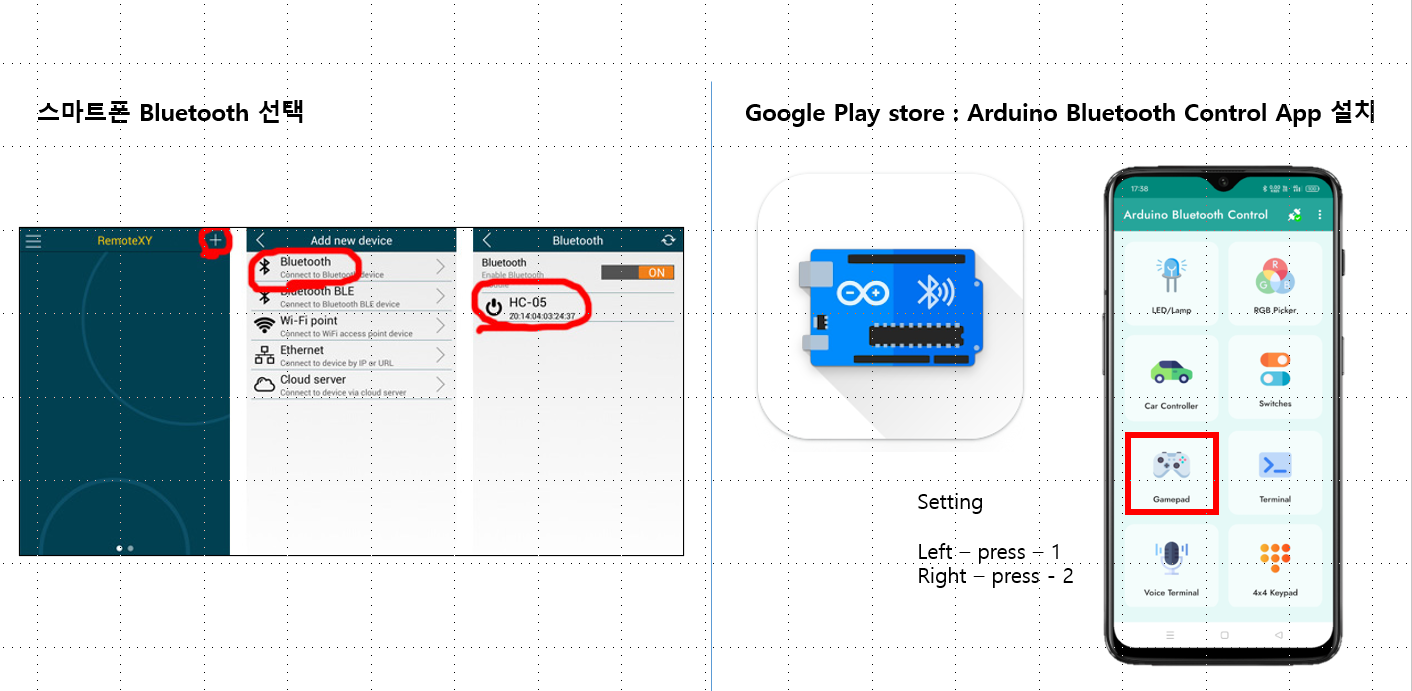 스마트폰 Bluetooth 선택
RemoteXY
Add new device
Bluetooth
Connect to Bluetooth device
Bluetooth BLE
Connect to Bluetooth BLE device
Wi-Fi point
Connect to WiFi access point device
Ethernet
Connect to device by IP or URL
Cloud server
Connect to device via cloud server
Bluetooth
Bluetooth
Enable Bluetooth
module
ON
HC-05
20:14:04:03:24:37
Google Play store : Arduino Bluetooth Control App 설치
Setting
Left – press – 1
Right – press - 2
17:38
Arduino Bluetooth Control
LED/Lamp
R
G
B
RGB Picker
Car Controller
Switches
Gamepad
Terminal
Voice Terminal
4x4 Keypad